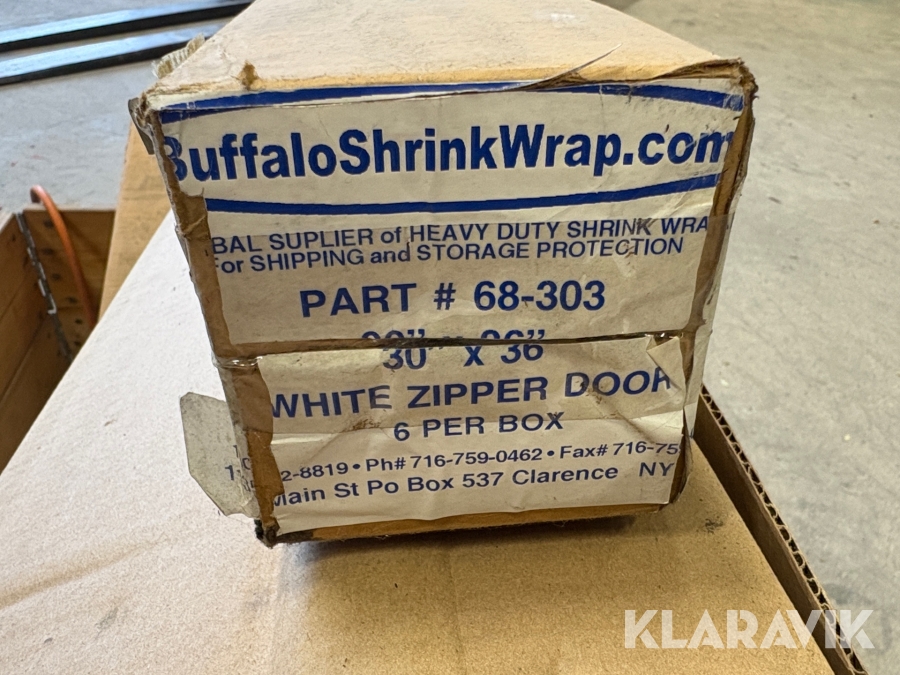 BuffaloShrinkWrap.com
BAL SUPLIER of HEAVY DUTY SHRINK WRA
For SHIPPING and STORAGE PROTECTION
PART # 68-303
30" x 36"
WHITE ZIPPER DOOR
6 PER BOX
2-8819 • Ph# 716-759-0462 • Fax# 716-75
Main St Po Box 537 Clarence NY
KLARAVIK